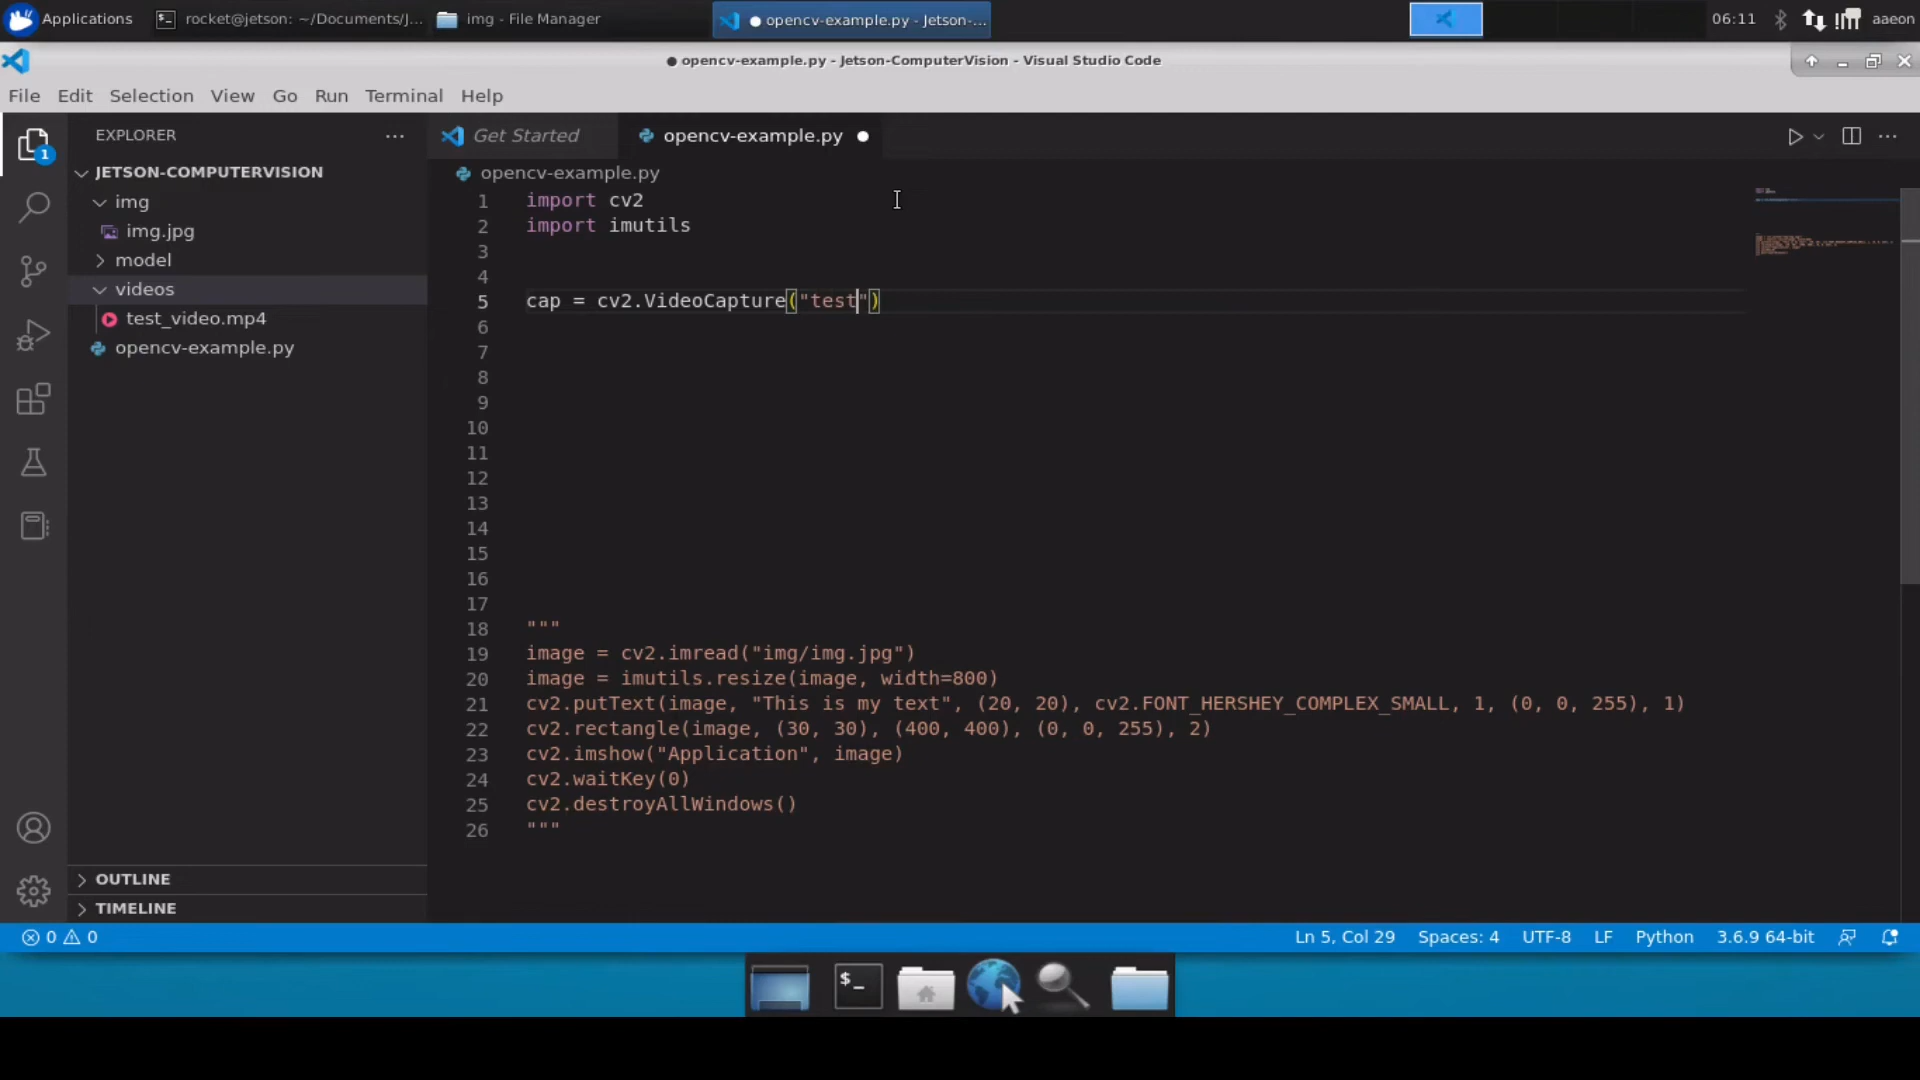 Applications rocket@jetson: ~/Documents/J... img - File Manager ● opencv-example.py - Jetson-... 06:11 aaeon
● opencv-example.py - Jetson-ComputerVision - Visual Studio Code
File Edit Selection View Go Run Terminal Help
EXPLORER ... Get Started opencv-example.py ● ...
1
JETSON-COMPUTERVISION
opencv-example.py
img
img.jpg
model
videos
test_video.mp4
opencv-example.py
1 import cv2
2 import imutils
3
4
5 cap = cv2.VideoCapture("test")
6
7
8
9
10
11
12
13
14
15
16
17
18 """
19 image = cv2.imread("img/img.jpg")
20 image = imutils.resize(image, width=800)
21 cv2.putText(image, "This is my text", (20, 20), cv2.FONT_HERSHEY_COMPLEX_SMALL, 1, (0, 0, 255), 1)
22 cv2.rectangle(image, (30, 30), (400, 400), (0, 0, 255), 2)
23 cv2.imshow("Application", image)
24 cv2.waitKey(0)
25 cv2.destroyAllWindows()
26 """
OUTLINE
TIMELINE
0 0 Ln 5, Col 29 Spaces: 4 UTF-8 LF Python 3.6.9 64-bit
$_